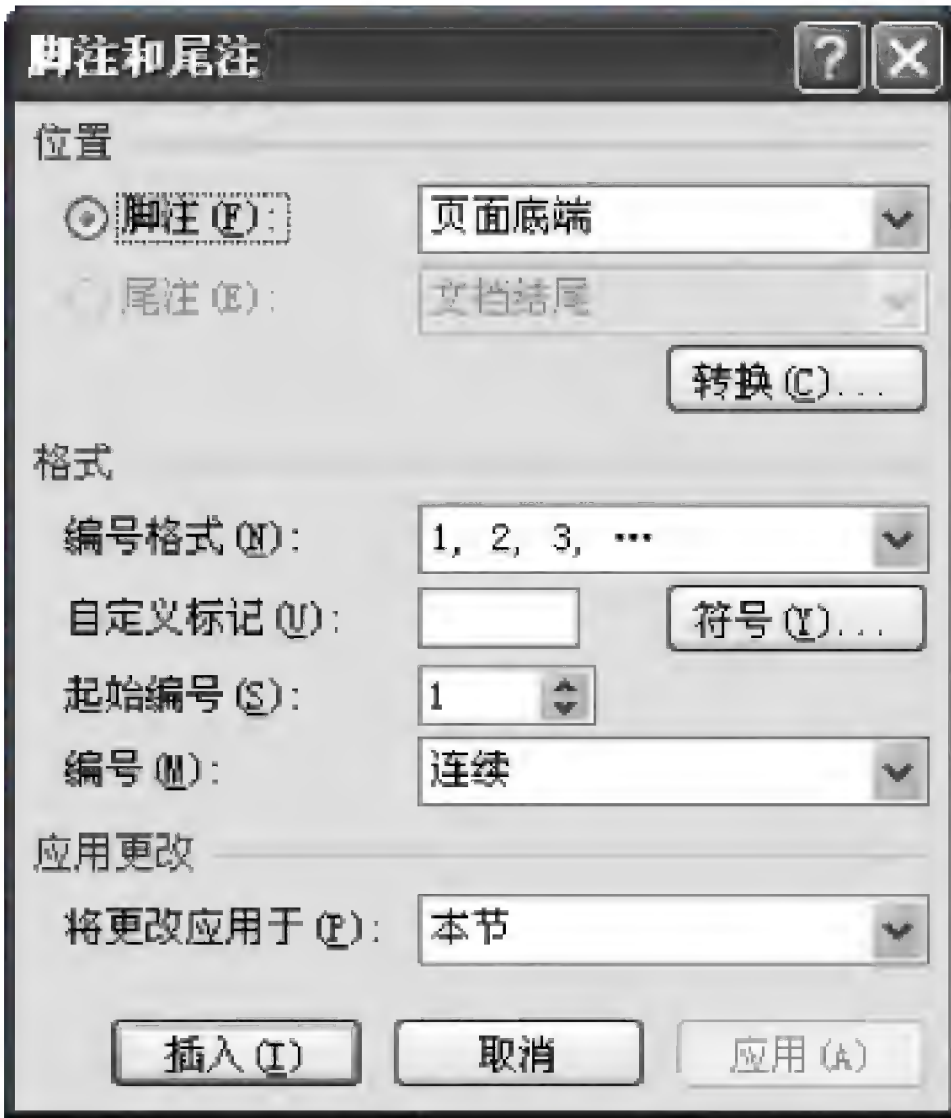 脚注和尾注
位置
脚注(F): 页面底端
尾注(E): 文档结尾
转换(C)...
格式
编号格式(N): 1, 2, 3, …
自定义标记(U): 符号(Y)...
起始编号(S): 1
编号(M): 连续
应用更改
将更改应用于(P): 本节
插入(I) 取消 应用(A)